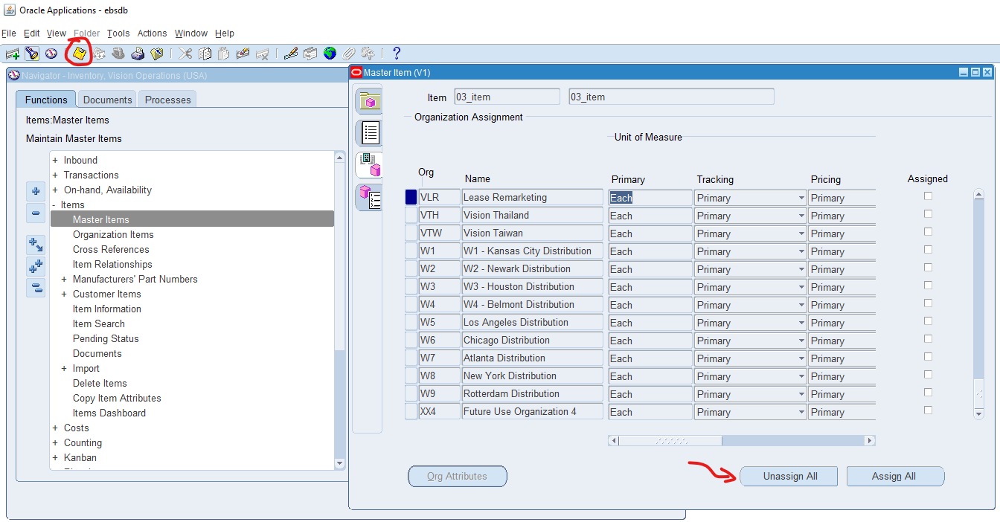 Oracle Applications - ebsdb
File Edit View Folder Tools Actions Window Help
Navigator - Inventory, Vision Operations (USA)
Functions Documents Processes
Items:Master Items
Maintain Master Items
+ Inbound
+ Transactions
+ On-hand, Availability
- Items
Master Items
Organization Items
Cross References
Item Relationships
+ Manufacturers' Part Numbers
+ Customer Items
Item Information
Item Search
Pending Status
Documents
+ Import
Delete Items
Copy Item Attributes
Items Dashboard
+ Costs
+ Counting
+ Kanban
Master Item (V1)
Item 03_item 03_item
Organization Assignment
Unit of Measure
Org Name Primary Tracking Pricing Assigned
VLR Lease Remarketing Each Primary Primary
VTH Vision Thailand Each Primary Primary
VTW Vision Taiwan Each Primary Primary
W1 W1 - Kansas City Distribution Each Primary Primary
W2 W2 - Newark Distribution Each Primary Primary
W3 W3 - Houston Distribution Each Primary Primary
W4 W4 - Belmont Distribution Each Primary Primary
W5 Los Angeles Distribution Each Primary Primary
W6 Chicago Distribution Each Primary Primary
W7 Atlanta Distribution Each Primary Primary
W8 New York Distribution Each Primary Primary
W9 Rotterdam Distribution Each Primary Primary
XX4 Future Use Organization 4 Each Primary Primary
Org Attributes Unassign All Assign All